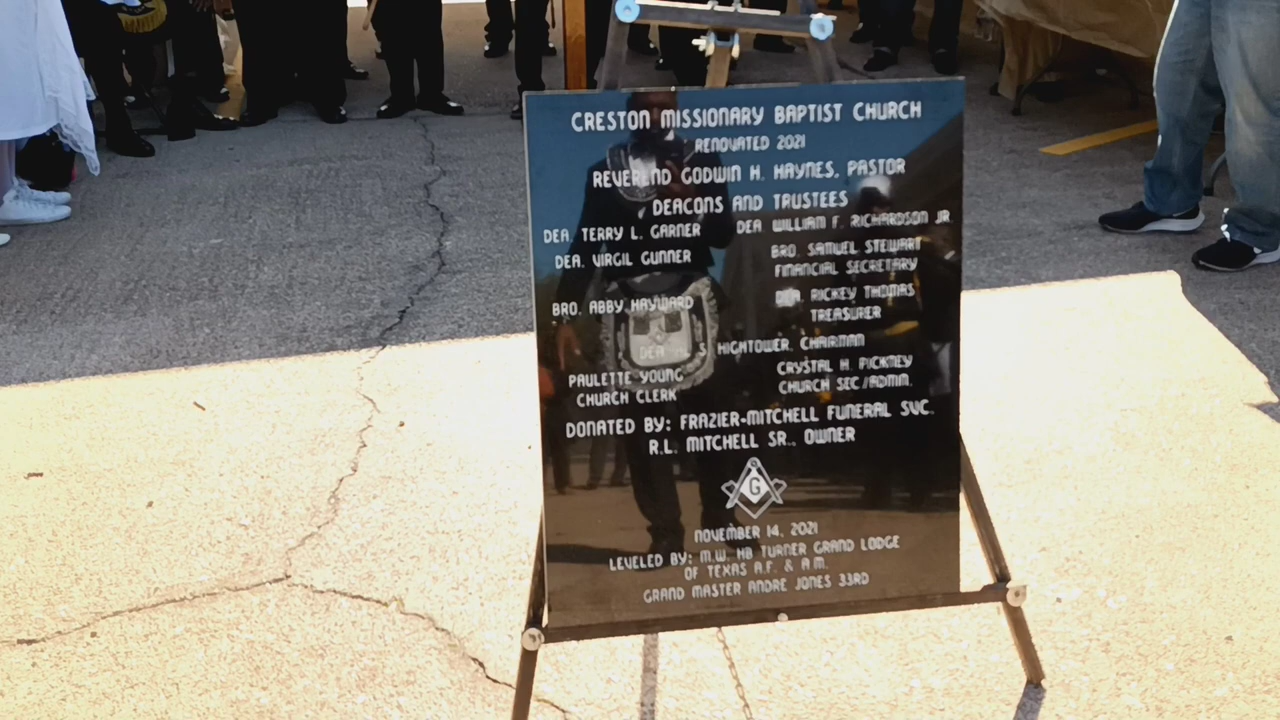 CRESTON MISSIONARY BAPTIST CHURCH
RENOVATED 2021
REVEREND GODWIN H. HAYNES, PASTOR
DEACONS AND TRUSTEES
DEA. TERRY L. GARNER
DEA WILLIAM F. RICHARDSON JR.
DEA. VIRGIL GUNNER
BRO. SAMUEL STEWART
FINANCIAL SECRETARY
BRO. ABBY HAYWARD
DEA. RICKEY THOMAS
TREASURER
DEA HIGHTOWER, CHAIRMAN
PAULETTE YOUNG
CHURCH CLERK
CRYSTAL H. PICKNEY
CHURCH SEC./ADMM.
DONATED BY: FRAZIER-MITCHELL FUNERAL SVC.
R.L. MITCHELL SR., OWNER
G
NOVEMBER 14, 2021
LEVELED BY: M.W. HB TURNER GRAND LODGE
OF TEXAS A.F. & A.M.
GRAND MASTER ANDRE JONES 33RD